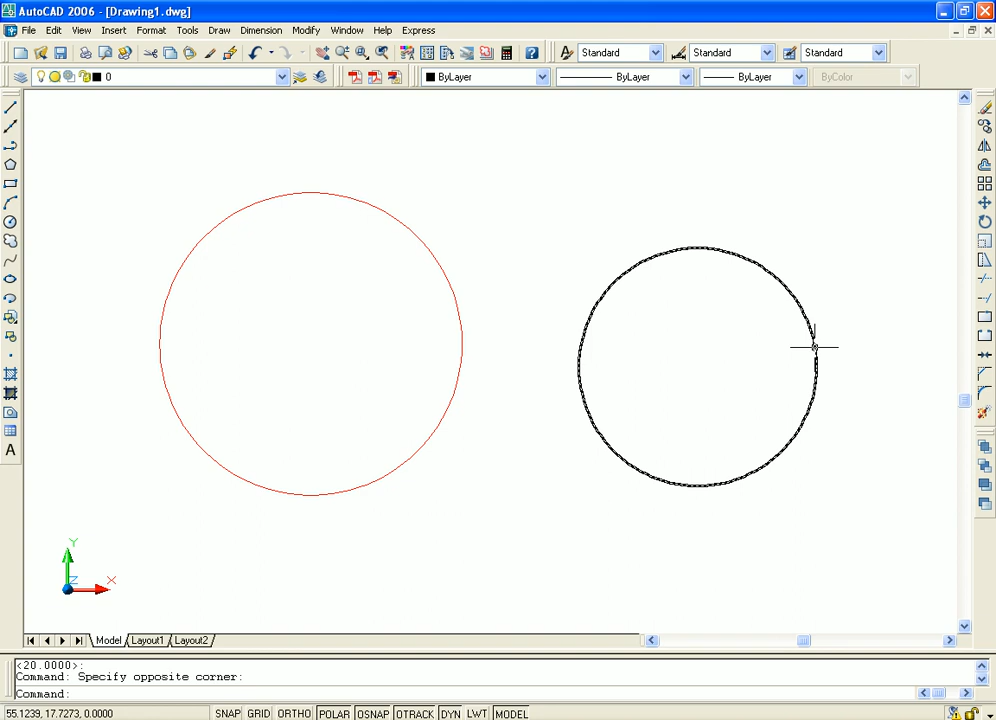 AutoCAD 2006 - [Drawing1.dwg]
File Edit View Insert Format Tools Draw Dimension Modify Window Help Express
Standard Standard Standard
0 ByLayer ByLayer ByLayer ByColor
A
Y
Z X
Model Layout1 Layout2
<20.0000>:
Command: Specify opposite corner:
Command:
55.1239, 17.7273, 0.0000 SNAP GRID ORTHO POLAR OSNAP OTRACK DYN LWT MODEL